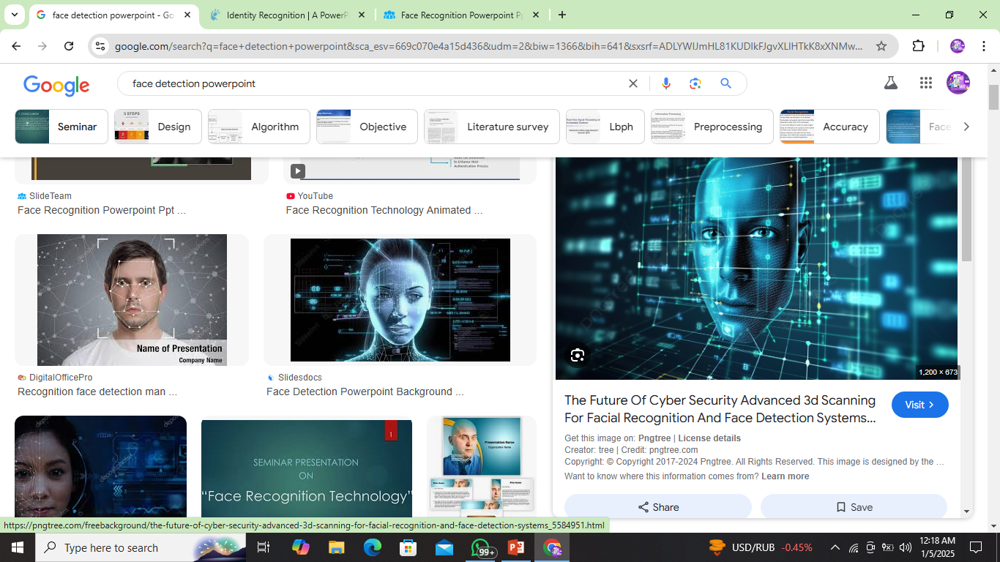 face detection powerpoint - Go
Identity Recognition | A PowerP
Face Recognition Powerpoint P
google.com/search?q=face+detection+powerpoint&sca_esv=669c070e4a15d436&udm=2&biw=1366&bih=641&sxsrf=ADLYWIJmHL81KUDIkFJgvXLIHTkK8xXNMw...
Google
face detection powerpoint
Seminar
Design
Algorithm
Objective
Literature survey
Lbph
Preprocessing
Accuracy
Face
to Enhance their
Authentication Process
SlideTeam
Face Recognition Powerpoint Ppt ...
YouTube
Face Recognition Technology Animated ...
Name of Presentation
Company Name
DigitalOfficePro
Recognition face detection man ...
Slidesdocs
Face Detection Powerpoint Background ...
1
SEMINAR PRESENTATION
ON
“Face Recognition Technology”
Presentation Name
Organization Name
1,200 × 673
The Future Of Cyber Security Advanced 3d Scanning
For Facial Recognition And Face Detection Systems...
Visit
Get this image on: Pngtree | License details
Creator: tree | Credit: pngtree.com
Copyright: © Copyright 2017-2024 Pngtree. All Rights Reserved. This image is designed by the ...
Want to know where this information comes from? Learn more
Share
Save
https://pngtree.com/freebackground/the-future-of-cyber-security-advanced-3d-scanning-for-facial-recognition-and-face-detection-systems_5584951.html
Type here to search
99+
USD/RUB -0.45%
12:18 AM
1/5/2025